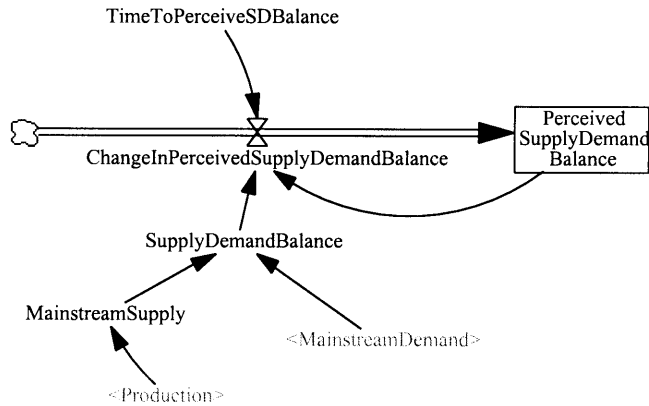 TimeToPerceiveSDBalance
Perceived
SupplyDemand
Balance
ChangeInPerceivedSupplyDemandBalance
SupplyDemandBalance
MainstreamSupply
<MainstreamDemand>
<Production>